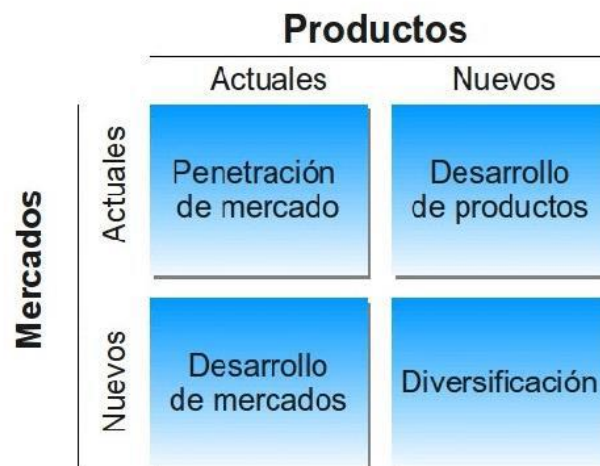 Productos
Actuales
Nuevos
Mercados
Actuales
Penetración
de mercado
Desarrollo
de productos
Nuevos
Desarrollo
de mercados
Diversificación